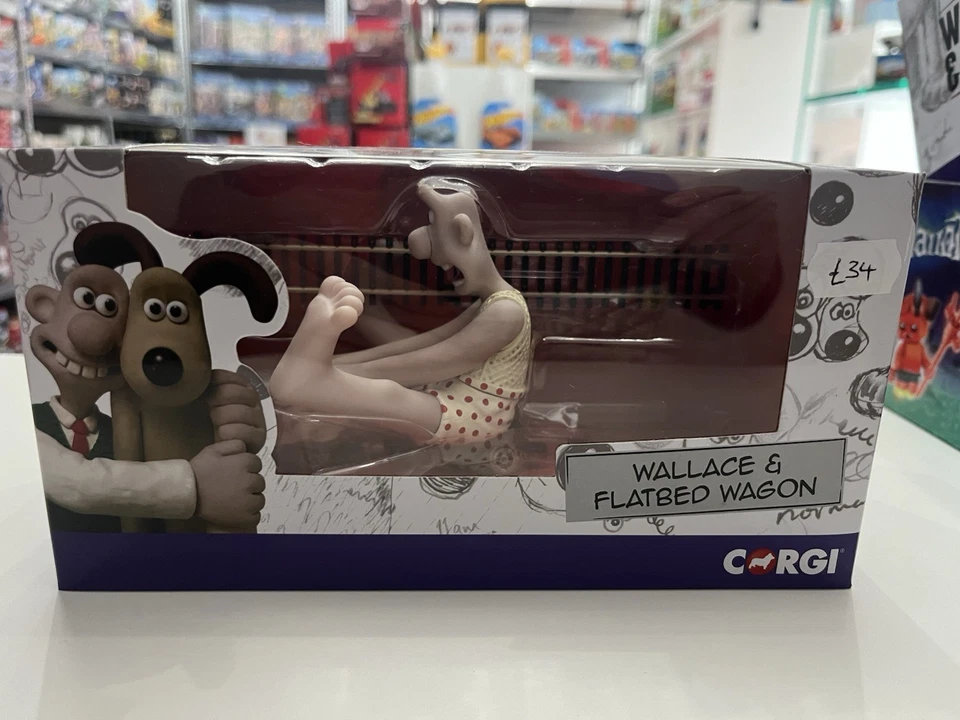 W
&
£34
WALLACE &
FLATBED WAGON
CORGI